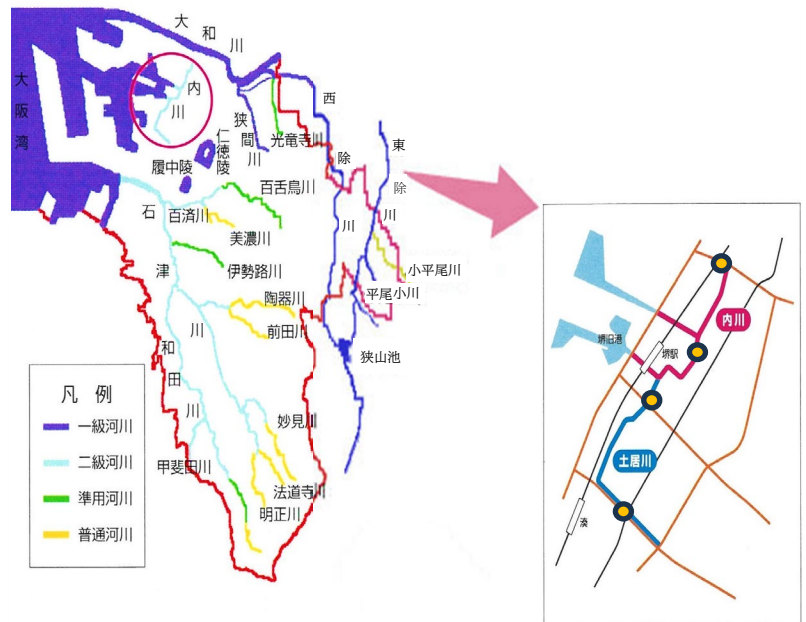 大和川
大阪湾
内川
狭間川
光竜寺川
西除川
東除川
仁徳陵
履中陵
百舌鳥川
石津川
百済川
美濃川
伊勢路川
小平尾川
平尾小川
陶器川
前田川
狭山池
和田川
妙見川
甲斐田川
法道寺川
明正川
凡 例
一級河川
二級河川
準用河川
普通河川
内川
堺旧港
堺駅
土居川
湊